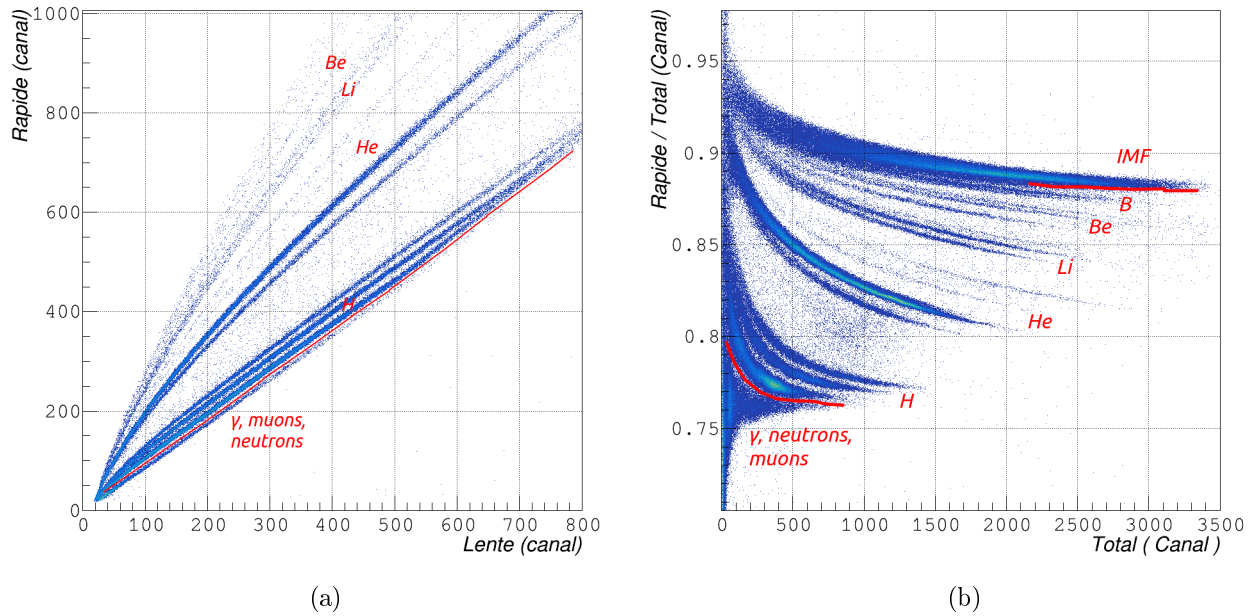 Rapide (canal)
1000
800
600
400
200
0
Be
Li
He
H
γ, muons,
neutrons
0 100 200 300 400 500 600 700 800
Lente (canal)
(a)
Rapide / Total (Canal)
0.95
0.9
0.85
0.8
0.75
IMF
B
Be
Li
He
H
γ, neutrons,
muons
0 500 1000 1500 2000 2500 3000 3500
Total ( Canal )
(b)